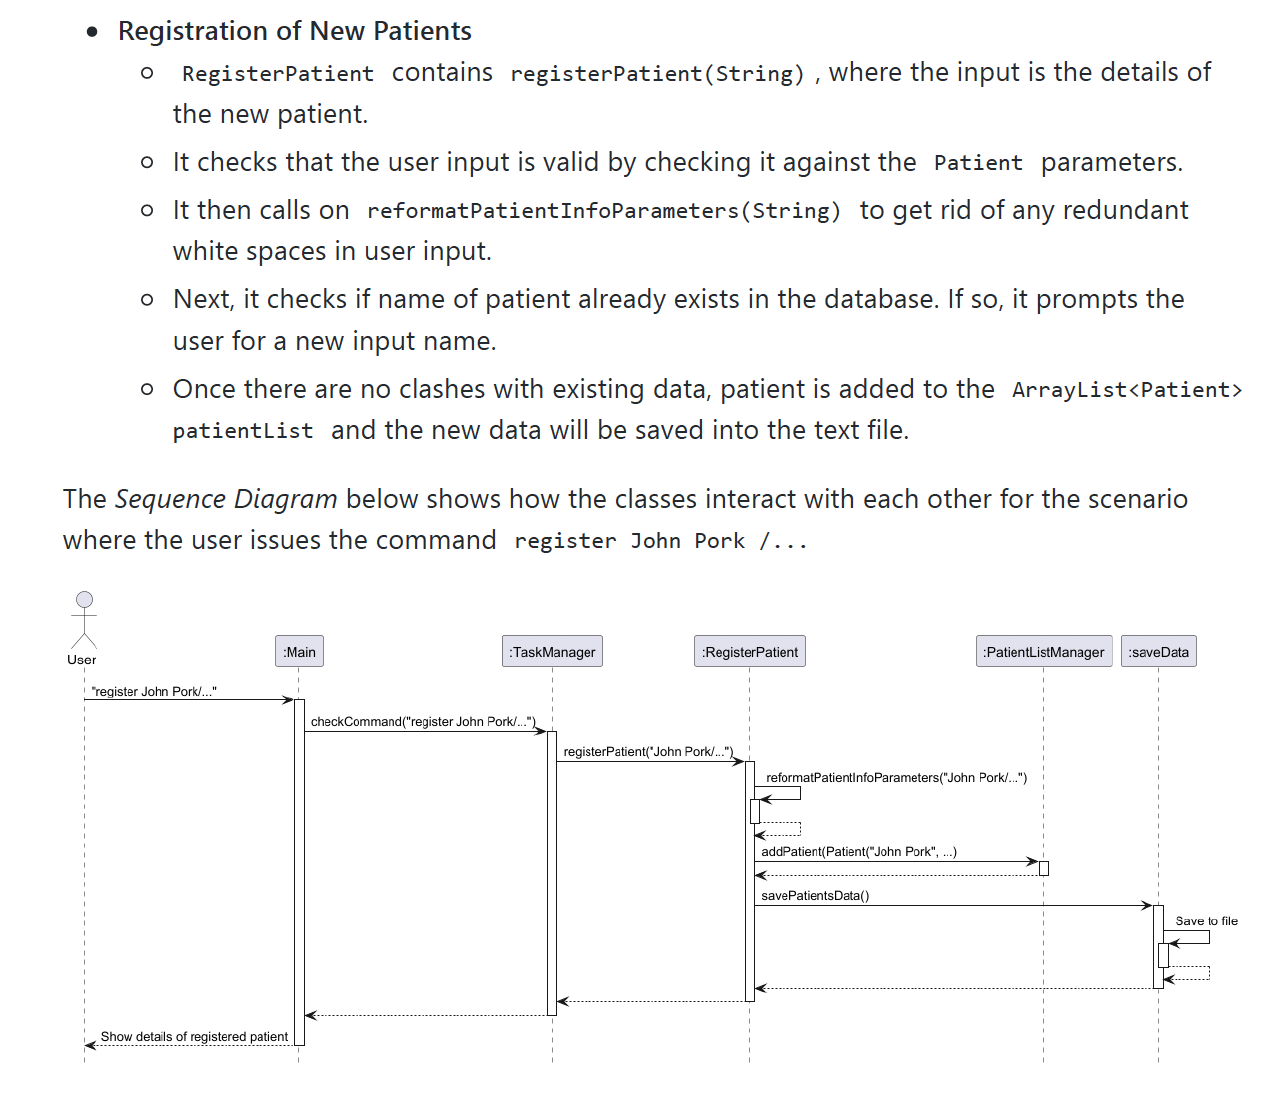 Registration of New Patients
RegisterPatient contains registerPatient(String) , where the input is the details of
the new patient.
It checks that the user input is valid by checking it against the Patient parameters.
It then calls on reformatPatientInfoParameters(String) to get rid of any redundant
white spaces in user input.
Next, it checks if name of patient already exists in the database. If so, it prompts the
user for a new input name.
Once there are no clashes with existing data, patient is added to the ArrayList<Patient>
patientList and the new data will be saved into the text file.
The Sequence Diagram below shows how the classes interact with each other for the scenario
where the user issues the command register John Pork /...
User
:Main
:TaskManager
:RegisterPatient
:PatientListManager
:saveData
"register John Pork/..."
checkCommand("register John Pork/...")
registerPatient("John Pork/...")
reformatPatientInfoParameters("John Pork/...")
addPatient(Patient("John Pork", ...)
savePatientsData()
Save to file
Show details of registered patient